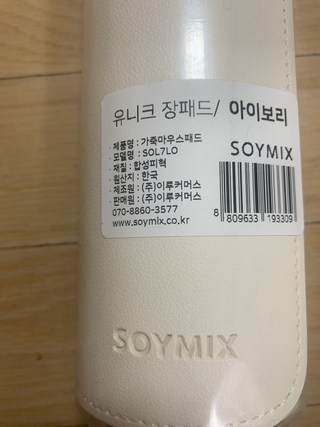 유니크 장패드/ 아이보리
· 제품명 : 가죽마우스패드
· 모델명 : SOL7LO
· 재질 : 합성피혁
· 원산지 : 한국
· 제조원 : (주)이루커머스
· 판매원 : (주)이루커머스
070-8860-3577
www.soymix.co.kr
SOYMIX
8 809633 193309
SOYMIX